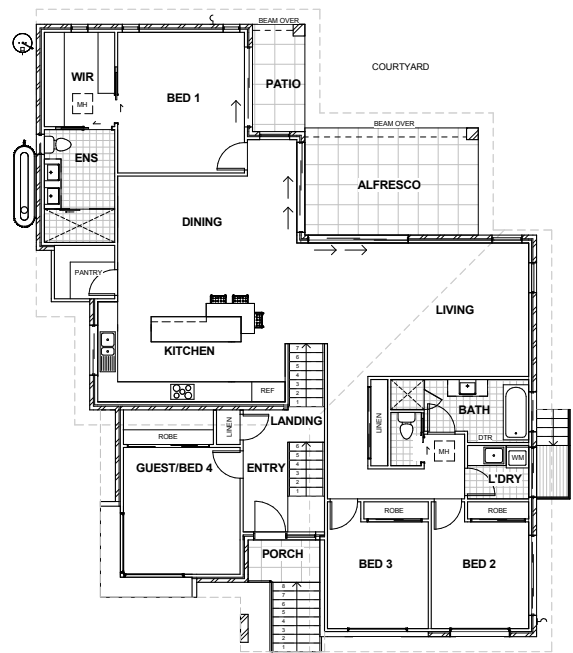 BEAM OVER
COURTYARD
WIR
PATIO
BED 1
MH
BEAM OVER
ENS
ALFRESCO
DINING
PANTRY
LIVING
KITCHEN
7
6
5
4
3
2
1
REF
LINEN
LANDING
LINEN
BATH
ROBE
DTR
6
5
4
3
2
1
MH
WM
GUEST/BED 4
ENTRY
L'DRY
ROBE
ROBE
PORCH
BED 3
BED 2
8
7
6
5
4
3
2
1